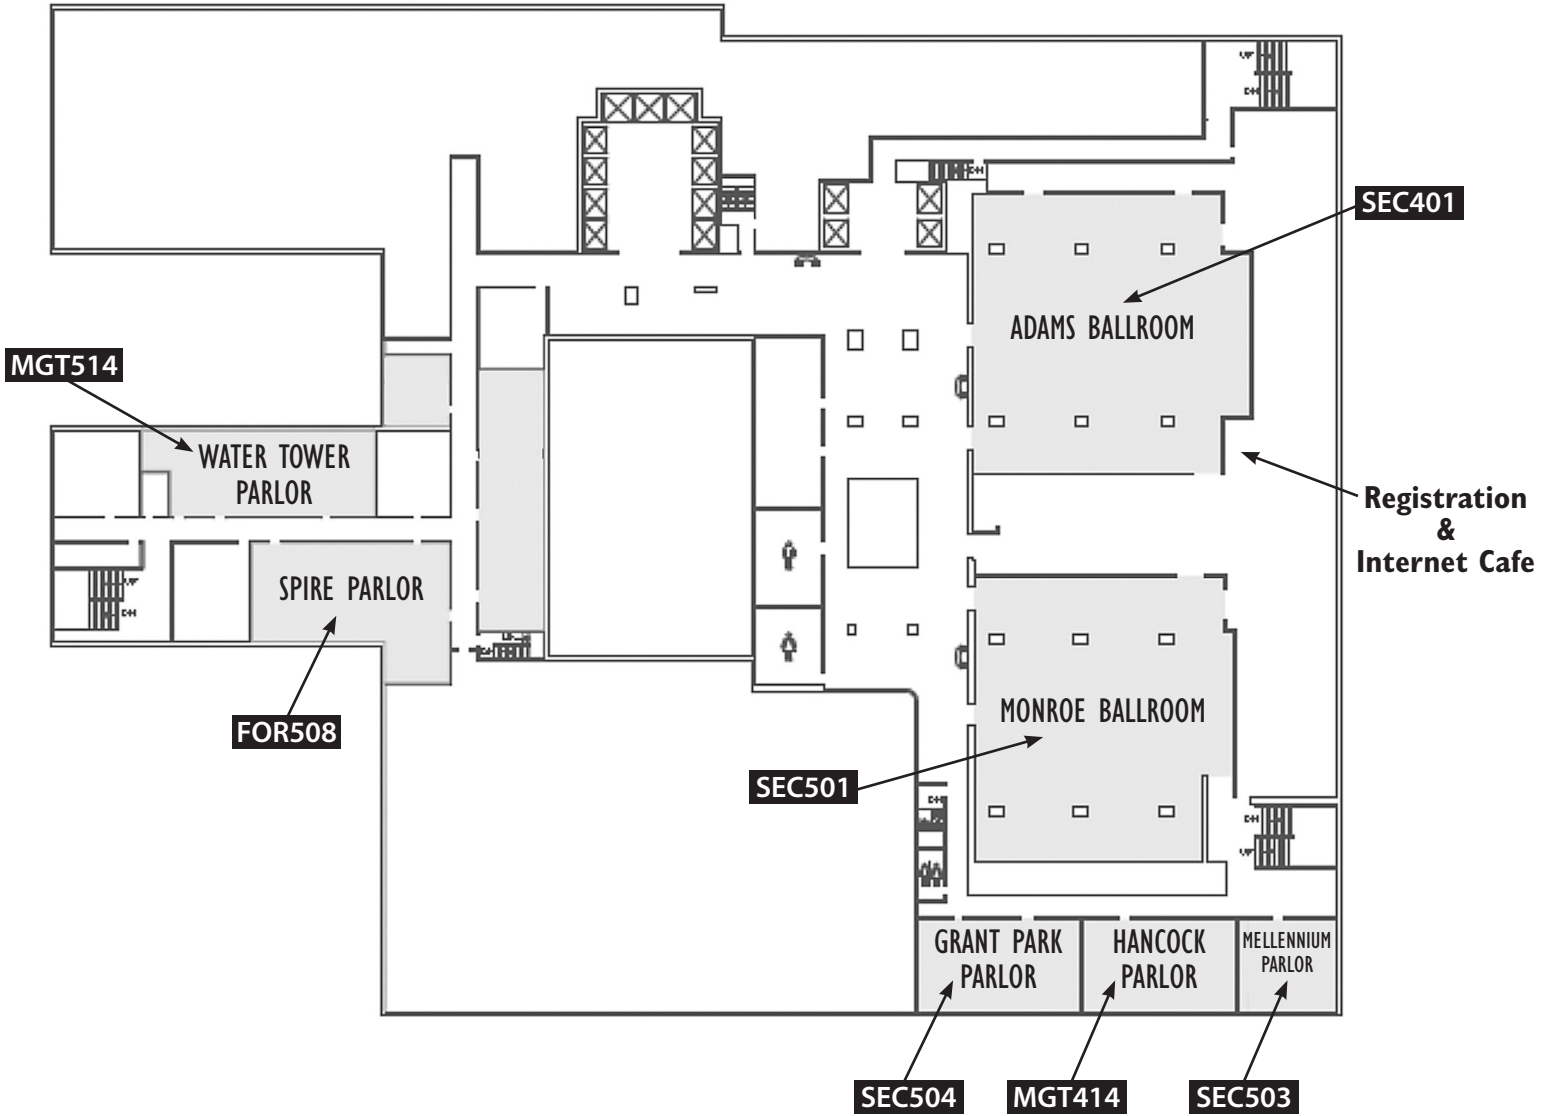 SEC401
ADAMS BALLROOM
MGT514
WATER TOWER
PARLOR
Registration
&
Internet Cafe
SPIRE PARLOR
FOR508
MONROE BALLROOM
SEC501
GRANT PARK
PARLOR
HANCOCK
PARLOR
MELLENNIUM
PARLOR
SEC504
MGT414
SEC503